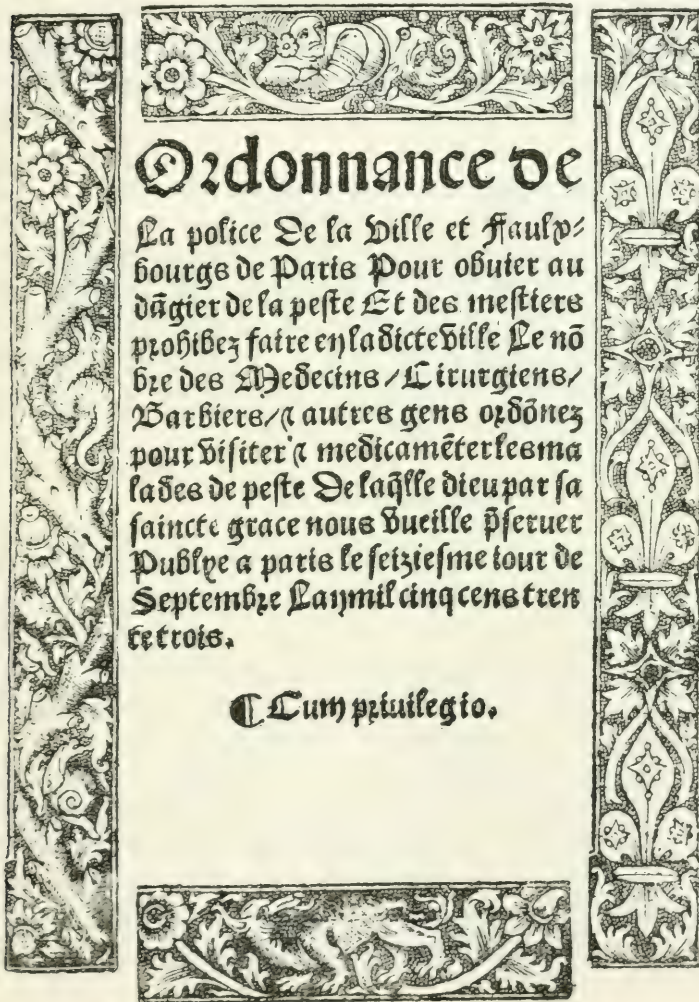 Ordonnance de
La police De la Ville et Faulx⸗
bourgs de Paris Pour obuier au
dãgier de la peste Et des mestiers
prohibez faire en ladicte Ville Le nõ
bre des Medecins/Cirurgiens/
Barbiers/⁊ autres gens ordõnez
pour visiter ⁊ medicamẽter les ma
lades de peste De laq̃lle dieu par sa
saincte grace nous vueille p̃seruer
Publye a paris le seiziesme iour de
Septembre Lan mil cinq cens tren
te trois.
¶ Cum priuilegio.